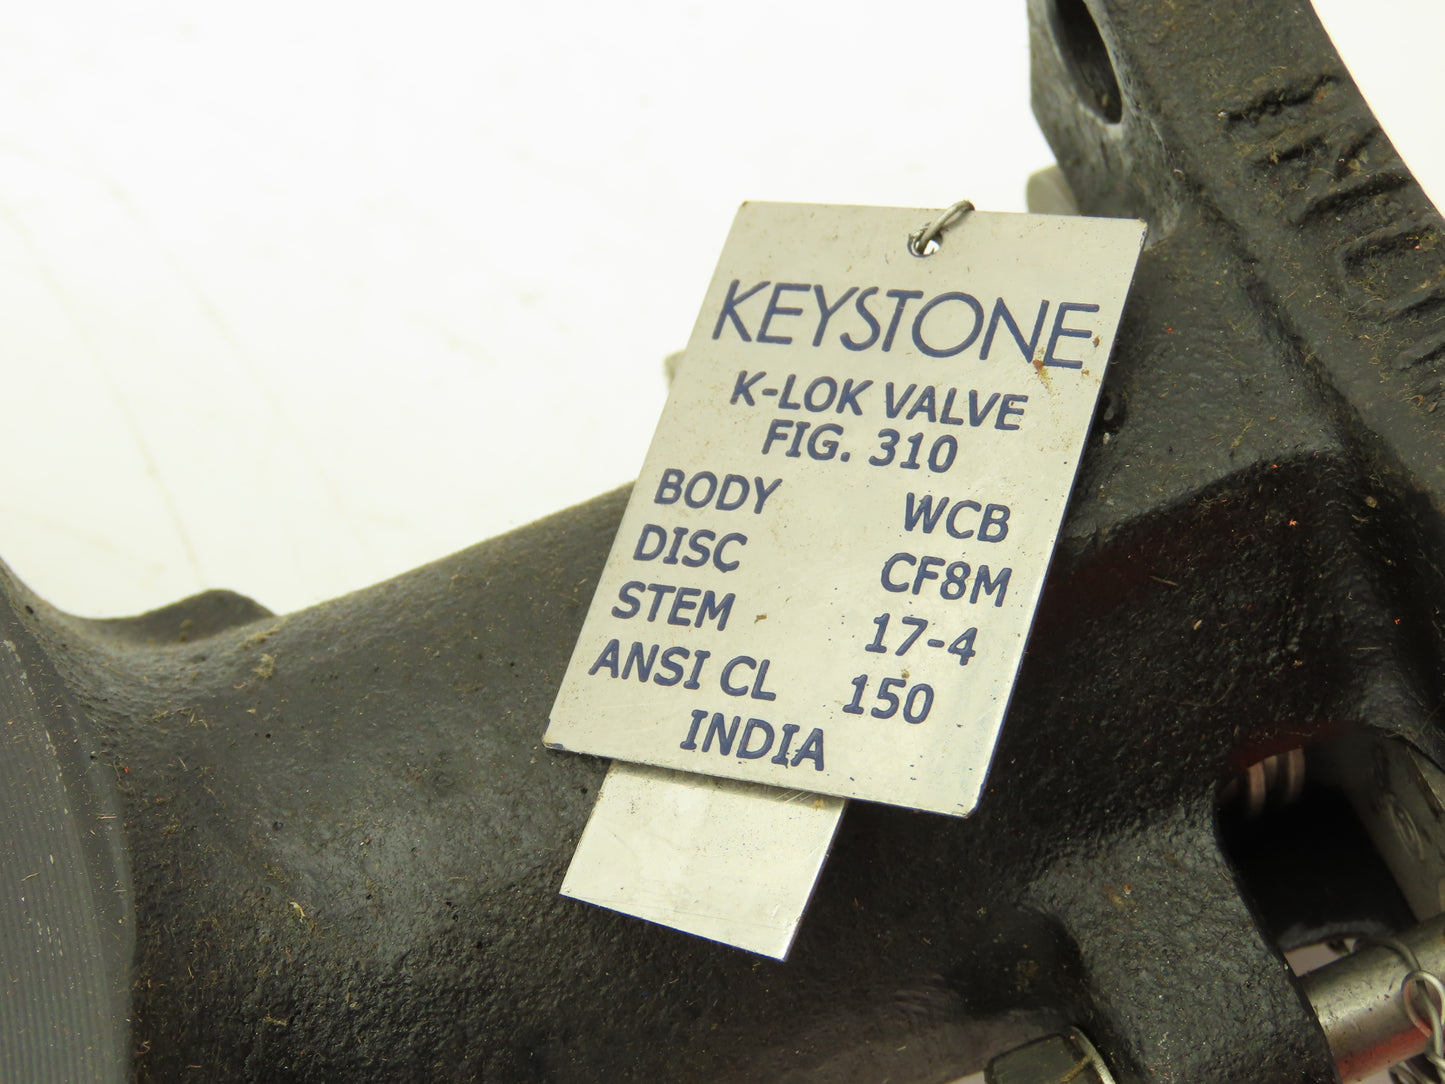 KEYSTONE
K-LOK VALVE
FIG. 310
BODY WCB
DISC CF8M
STEM 17-4
ANSI CL 150
INDIA